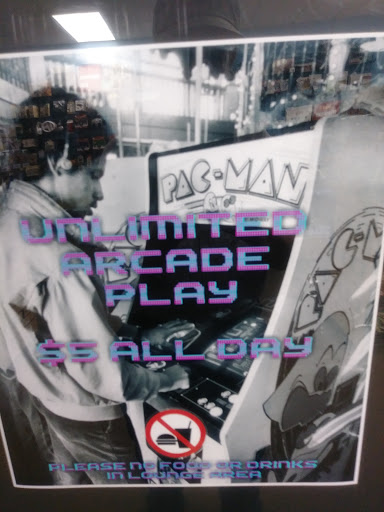 PAC-MAN
UNLIMITED
ARCADE
PLAY
$5 ALL DAY
PLEASE NO FOOD OR DRINKS
IN LOUNGE AREA